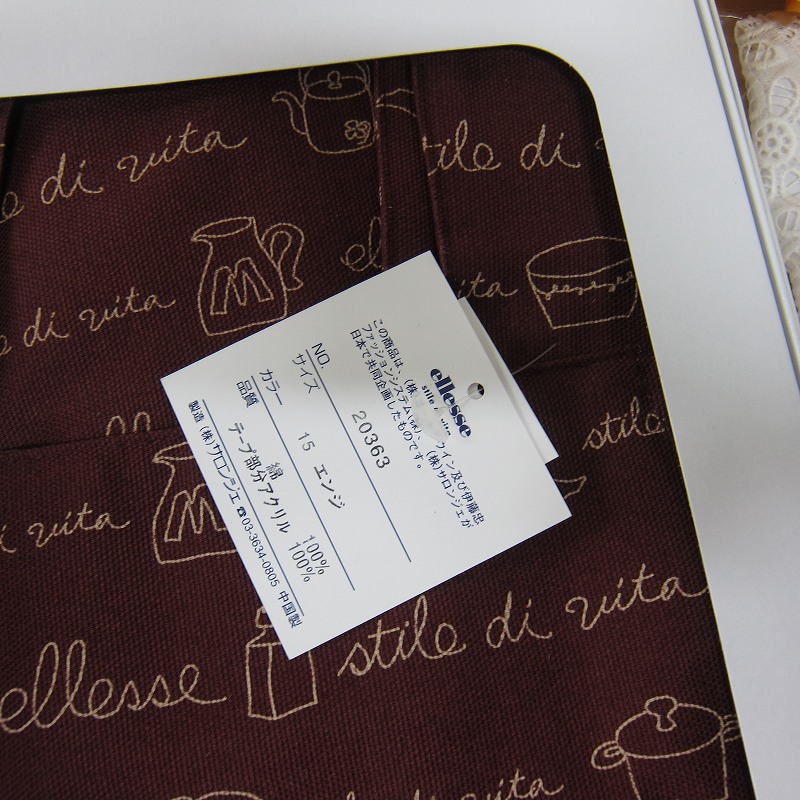 stile di vita
stile di vita
di vita
ell
vita
stile
vita
ellesse stile di vita
di vita
ellesse
この商品は、(株)
ウイン及び伊藤忠
ファッションシステム(株)、(株)サロンジェが
日本で共同企画したものです。
NO. 20363
サイズ
カラー 15 エンジ
品質 綿 100%
テープ部分アクリル 100%
製造 (株)サロンジェ ☎03-3634-0805 中国製